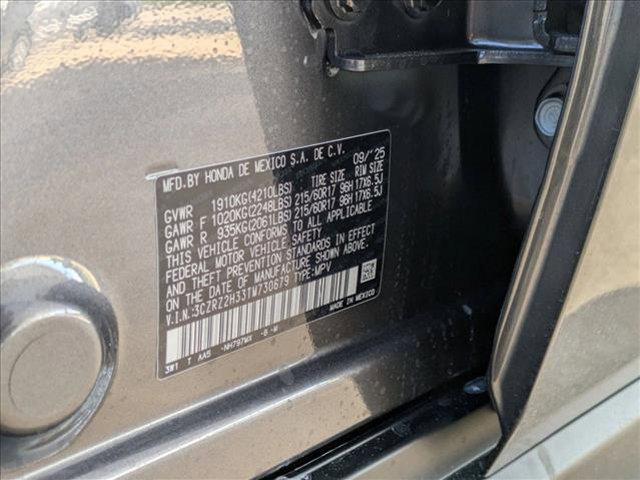 MFD.BY HONDA DE MEXICO S.A. DE C.V. 09/'25
TIRE SIZE RIM SIZE
GVWR 1910KG(4210LBS)
GAWR F 1020KG(2248LBS) 215/60R17 96H 17X6.5J
GAWR R 935KG(2061LBS) 215/60R17 96H 17X6.5J
THIS VEHICLE CONFORMS TO ALL APPLICABLE
FEDERAL MOTOR VEHICLE SAFETY
AND THEFT PREVENTION STANDARDS IN EFFECT
ON THE DATE OF MANUFACTURE SHOWN ABOVE.
V.I.N.:3CZRZ2H33TM730679 TYPE:MPV
3W1 T AA5 -NH797MX -B -M
MADE IN MEXICO